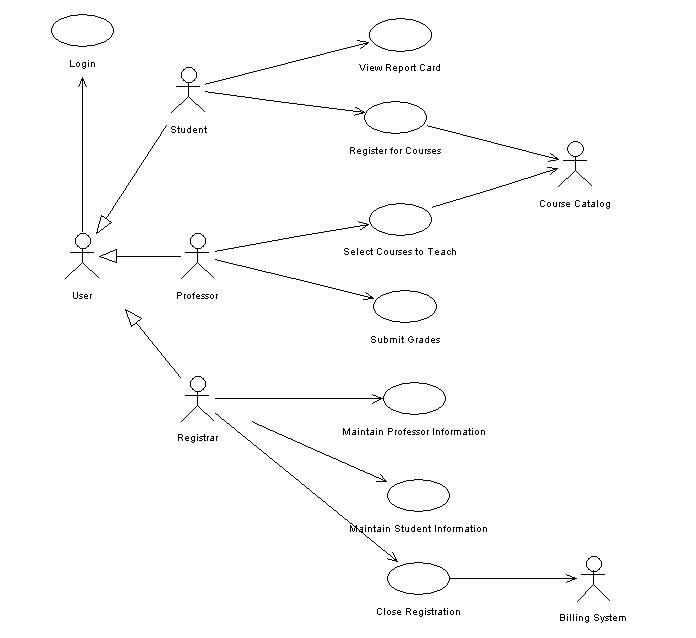 Login
View Report Card
Student
Register for Courses
Course Catalog
Select Courses to Teach
User
Professor
Submit Grades
Maintain Professor Information
Registrar
Maintain Student Information
Close Registration
Billing System